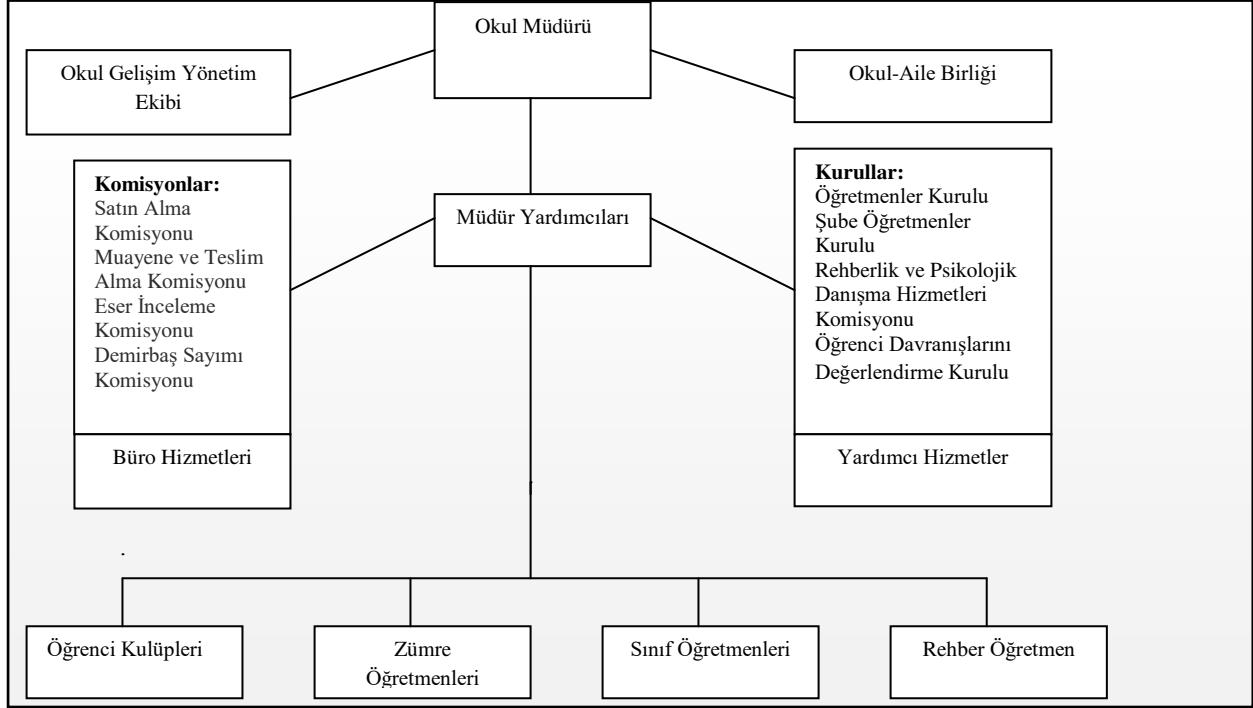 Okul Müdürü
Okul Gelişim Yönetim
Ekibi
Okul-Aile Birliği
Komisyonlar:
Satın Alma
Komisyonu
Muayene ve Teslim
Alma Komisyonu
Eser İnceleme
Komisyonu
Demirbaş Sayımı
Komisyonu
Müdür Yardımcıları
Kurullar:
Öğretmenler Kurulu
Şube Öğretmenler
Kurulu
Rehberlik ve Psikolojik
Danışma Hizmetleri
Komisyonu
Öğrenci Davranışlarını
Değerlendirme Kurulu
Büro Hizmetleri
Yardımcı Hizmetler
Öğrenci Kulüpleri
Zümre
Öğretmenleri
Sınıf Öğretmenleri
Rehber Öğretmen